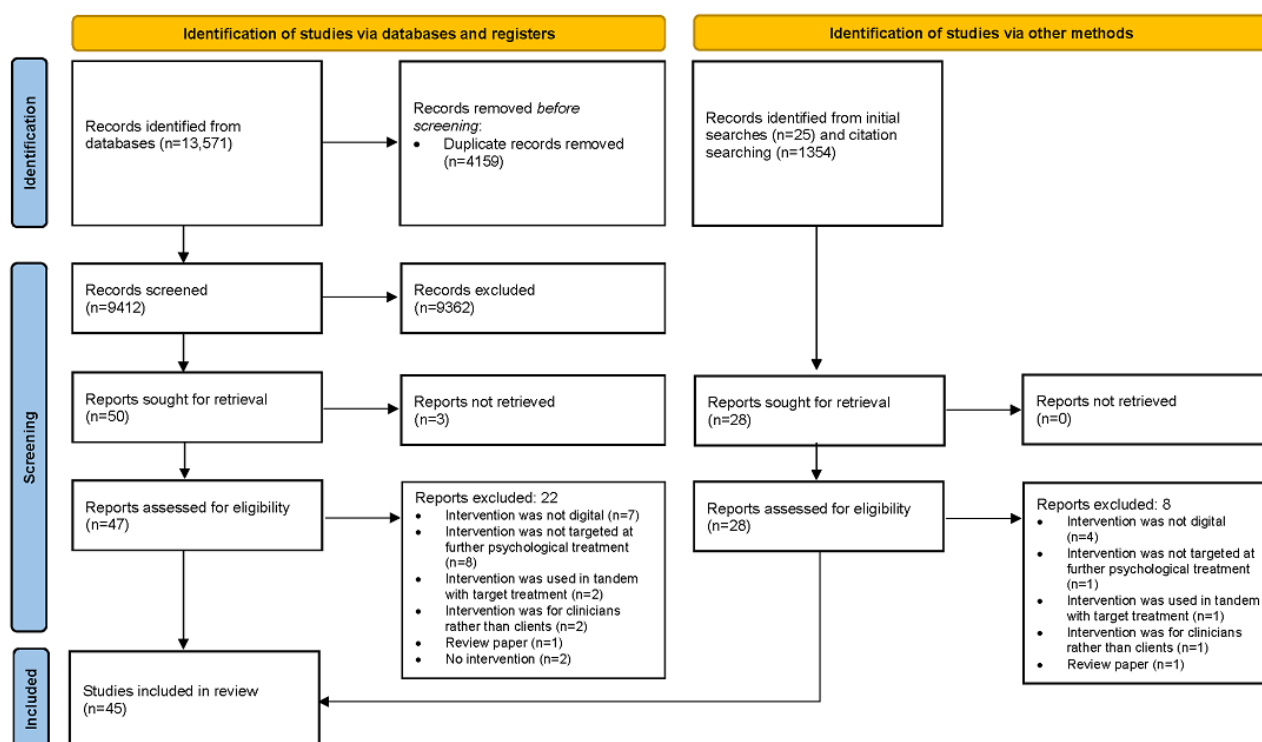 Identification of studies via databases and registers
Identification of studies via other methods
Identification
Records identified from
databases (n=13,571)
Records removed before
screening:
• Duplicate records removed
(n=4159)
Records identified from initial
searches (n=25) and citation
searching (n=1354)
Screening
Records screened
(n=9412)
Records excluded
(n=9362)
Reports sought for retrieval
(n=50)
Reports not retrieved
(n=3)
Reports sought for retrieval
(n=28)
Reports not retrieved
(n=0)
Reports assessed for eligibility
(n=47)
Reports excluded: 22
• Intervention was not digital (n=7)
• Intervention was not targeted at
further psychological treatment
(n=8)
• Intervention was used in tandem
with target treatment (n=2)
• Intervention was for clinicians
rather than clients (n=2)
• Review paper (n=1)
• No intervention (n=2)
Reports assessed for eligibility
(n=28)
Reports excluded: 8
• Intervention was not digital
(n=4)
• Intervention was not targeted at
further psychological treatment
(n=1)
• Intervention was used in tandem
with target treatment (n=1)
• Intervention was for clinicians
rather than clients (n=1)
• Review paper (n=1)
Included
Studies included in review
(n=45)